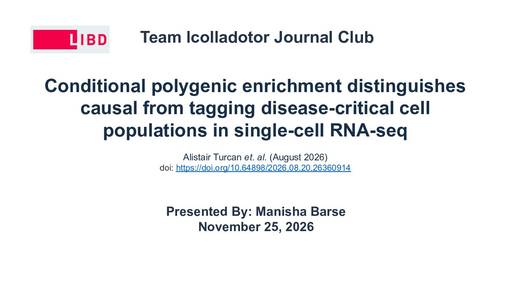 LIBD
Team lcolladotor Journal Club
Conditional polygenic enrichment distinguishes
causal from tagging disease-critical cell
populations in single-cell RNA-seq
Alistair Turcan et. al. (August 2026)
doi: https://doi.org/10.64898/2026.08.20.26360914
Presented By: Manisha Barse
November 25, 2026